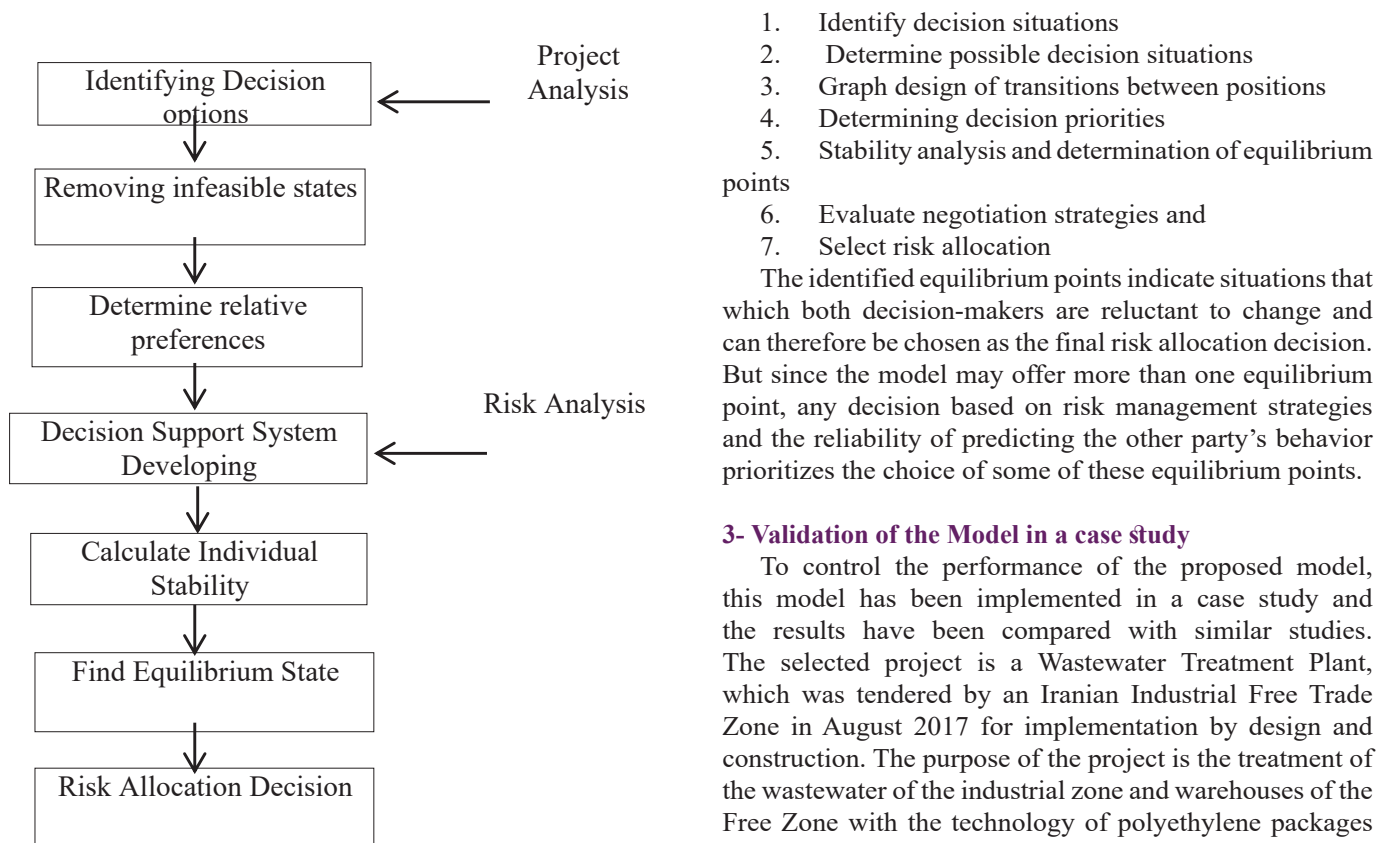 Project
Analysis
Identifying Decision
options
Removing infeasible states
Determine relative
preferences
Risk Analysis
Decision Support System
Developing
Calculate Individual
Stability
Find Equilibrium State
Risk Allocation Decision
1. Identify decision situations
2. Determine possible decision situations
3. Graph design of transitions between positions
4. Determining decision priorities
5. Stability analysis and determination of equilibrium
points
6. Evaluate negotiation strategies and
7. Select risk allocation
The identified equilibrium points indicate situations that
which both decision-makers are reluctant to change and
can therefore be chosen as the final risk allocation decision.
But since the model may offer more than one equilibrium
point, any decision based on risk management strategies
and the reliability of predicting the other party's behavior
prioritizes the choice of some of these equilibrium points.
3- Validation of the Model in a case study
To control the performance of the proposed model,
this model has been implemented in a case study and
the results have been compared with similar studies.
The selected project is a Wastewater Treatment Plant,
which was tendered by an Iranian Industrial Free Trade
Zone in August 2017 for implementation by design and
construction. The purpose of the project is the treatment of
the wastewater of the industrial zone and warehouses of the
Free Zone with the technology of polyethylene packages